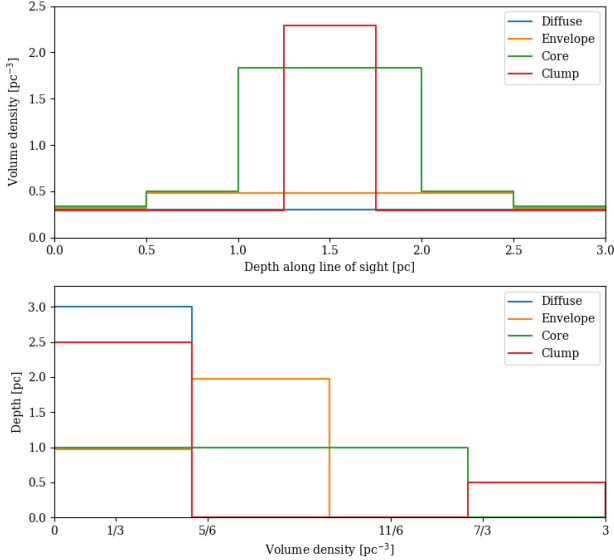 2.5
2.0
1.5
1.0
0.5
0.0
Volume density [pc⁻³]
Diffuse
Envelope
Core
Clump
0.0 0.5 1.0 1.5 2.0 2.5 3.0
Depth along line of sight [pc]
3.0
2.5
2.0
1.5
1.0
0.5
0.0
Depth [pc]
Diffuse
Envelope
Core
Clump
0 1/3 5/6 11/6 7/3 3
Volume density [pc⁻³]